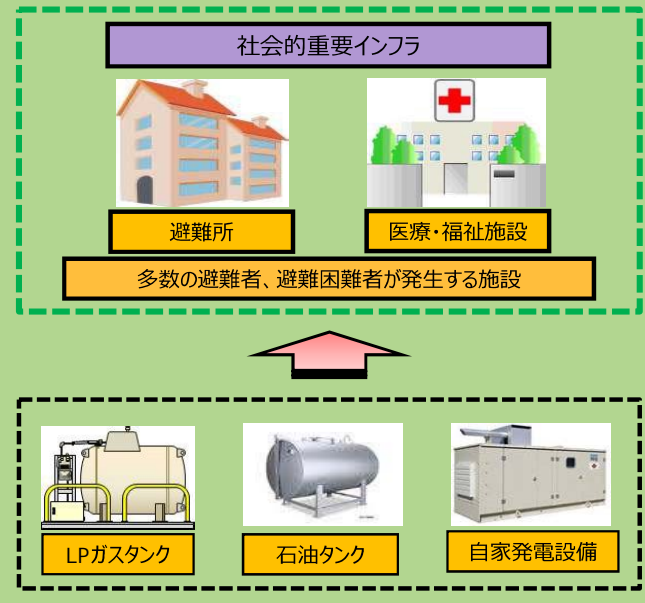 社会的重要インフラ
避難所
医療・福祉施設
多数の避難者、避難困難者が発生する施設
LPガスタンク
石油タンク
自家発電設備